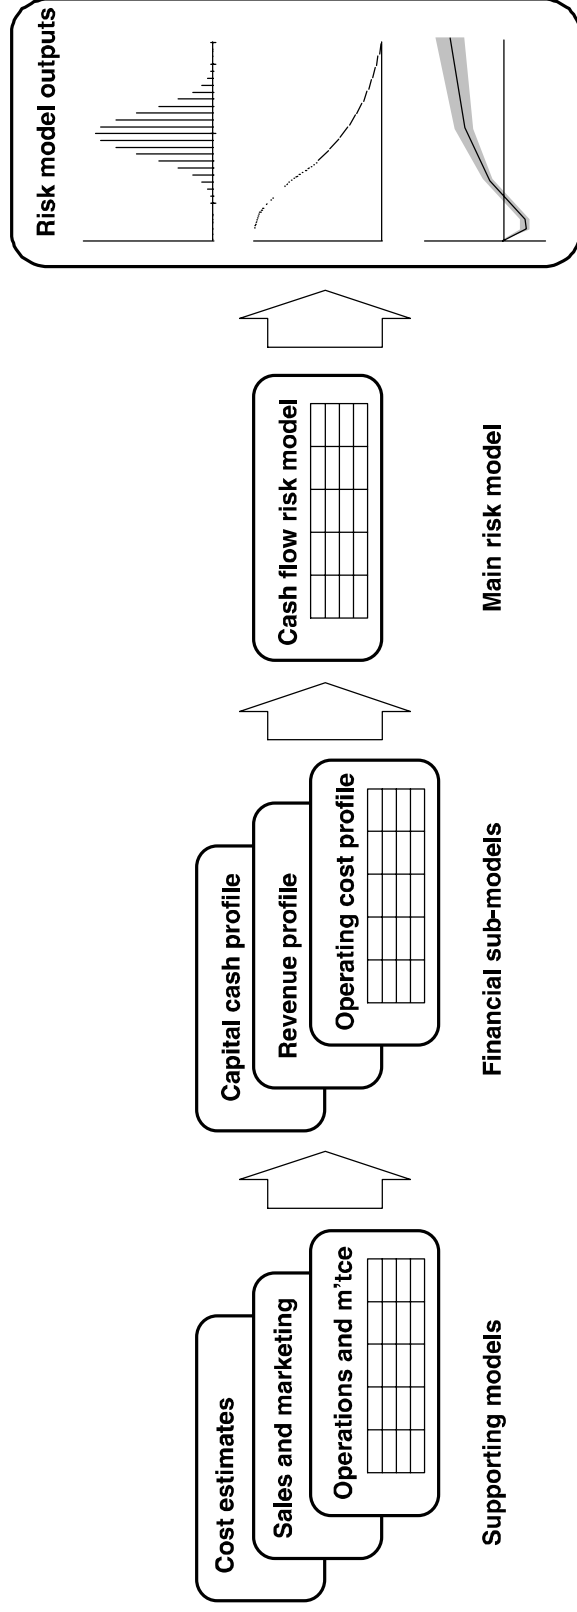 Cost estimates
Sales and marketing
Operations and m'tce
Supporting models
Capital cash profile
Revenue profile
Operating cost profile
Financial sub-models
Cash flow risk model
Main risk model
Risk model outputs